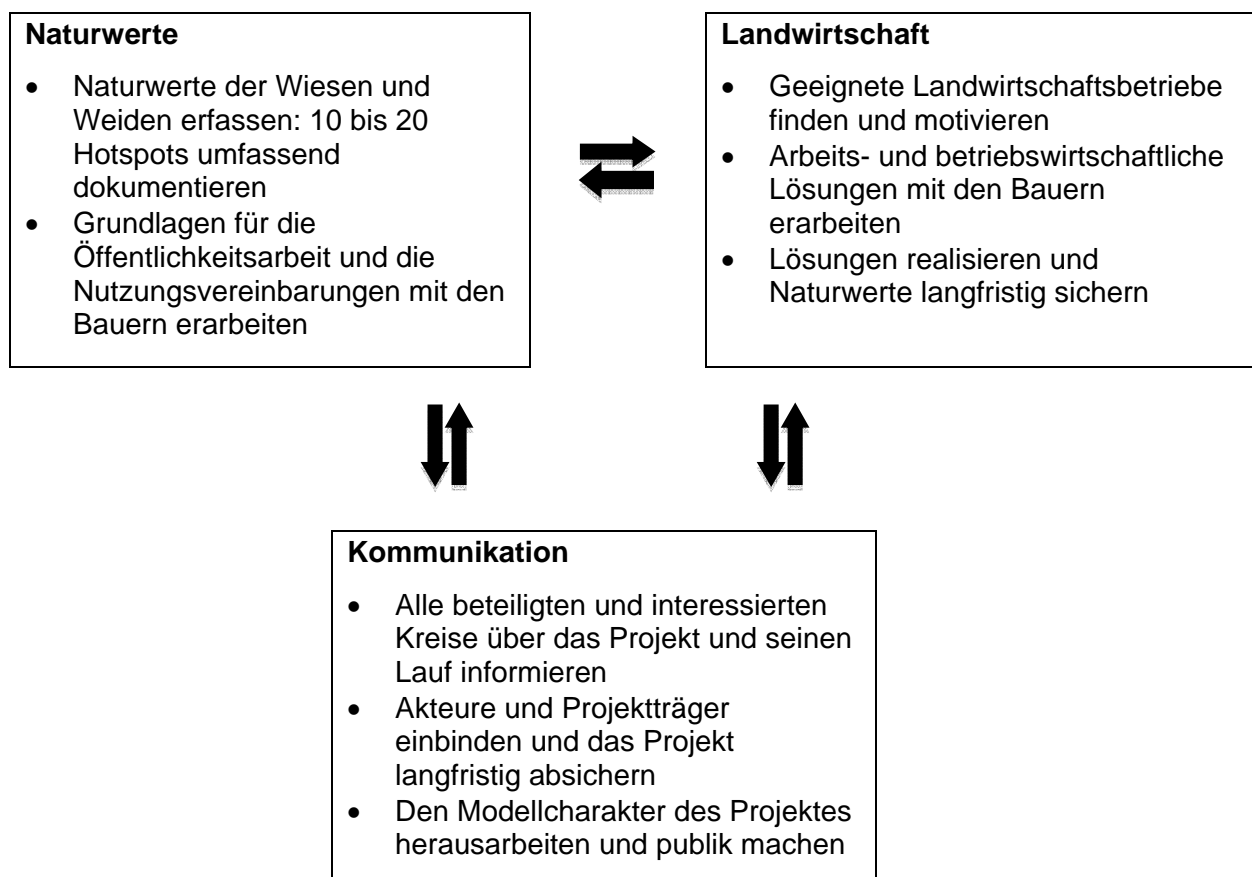 Naturwerte
• Naturwerte der Wiesen und
Weiden erfassen: 10 bis 20
Hotspots umfassend
dokumentieren
• Grundlagen für die
Öffentlichkeitsarbeit und die
Nutzungsvereinbarungen mit den
Bauern erarbeiten
Landwirtschaft
• Geeignete Landwirtschaftsbetriebe
finden und motivieren
• Arbeits- und betriebswirtschaftliche
Lösungen mit den Bauern
erarbeiten
• Lösungen realisieren und
Naturwerte langfristig sichern
Kommunikation
• Alle beteiligten und interessierten
Kreise über das Projekt und seinen
Lauf informieren
• Akteure und Projektträger
einbinden und das Projekt
langfristig absichern
• Den Modellcharakter des Projektes
herausarbeiten und publik machen